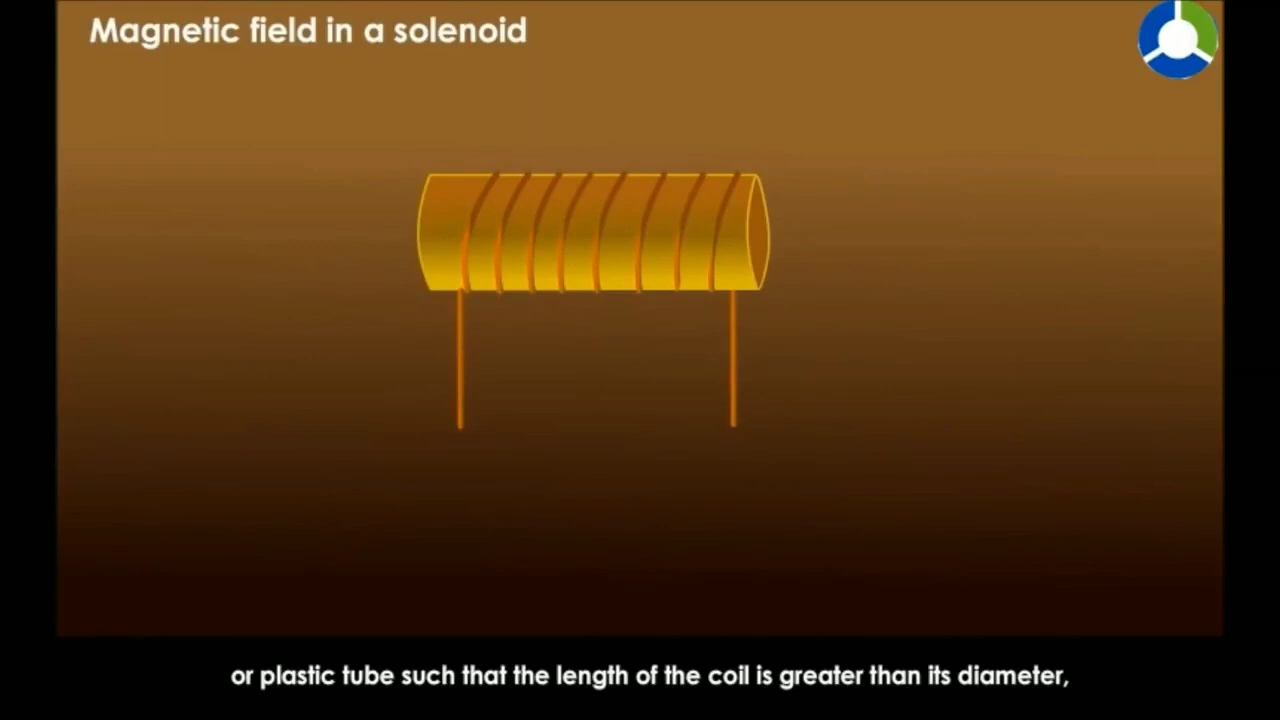 Magnetic field in a solenoid
or plastic tube such that the length of the coil is greater than its diameter,